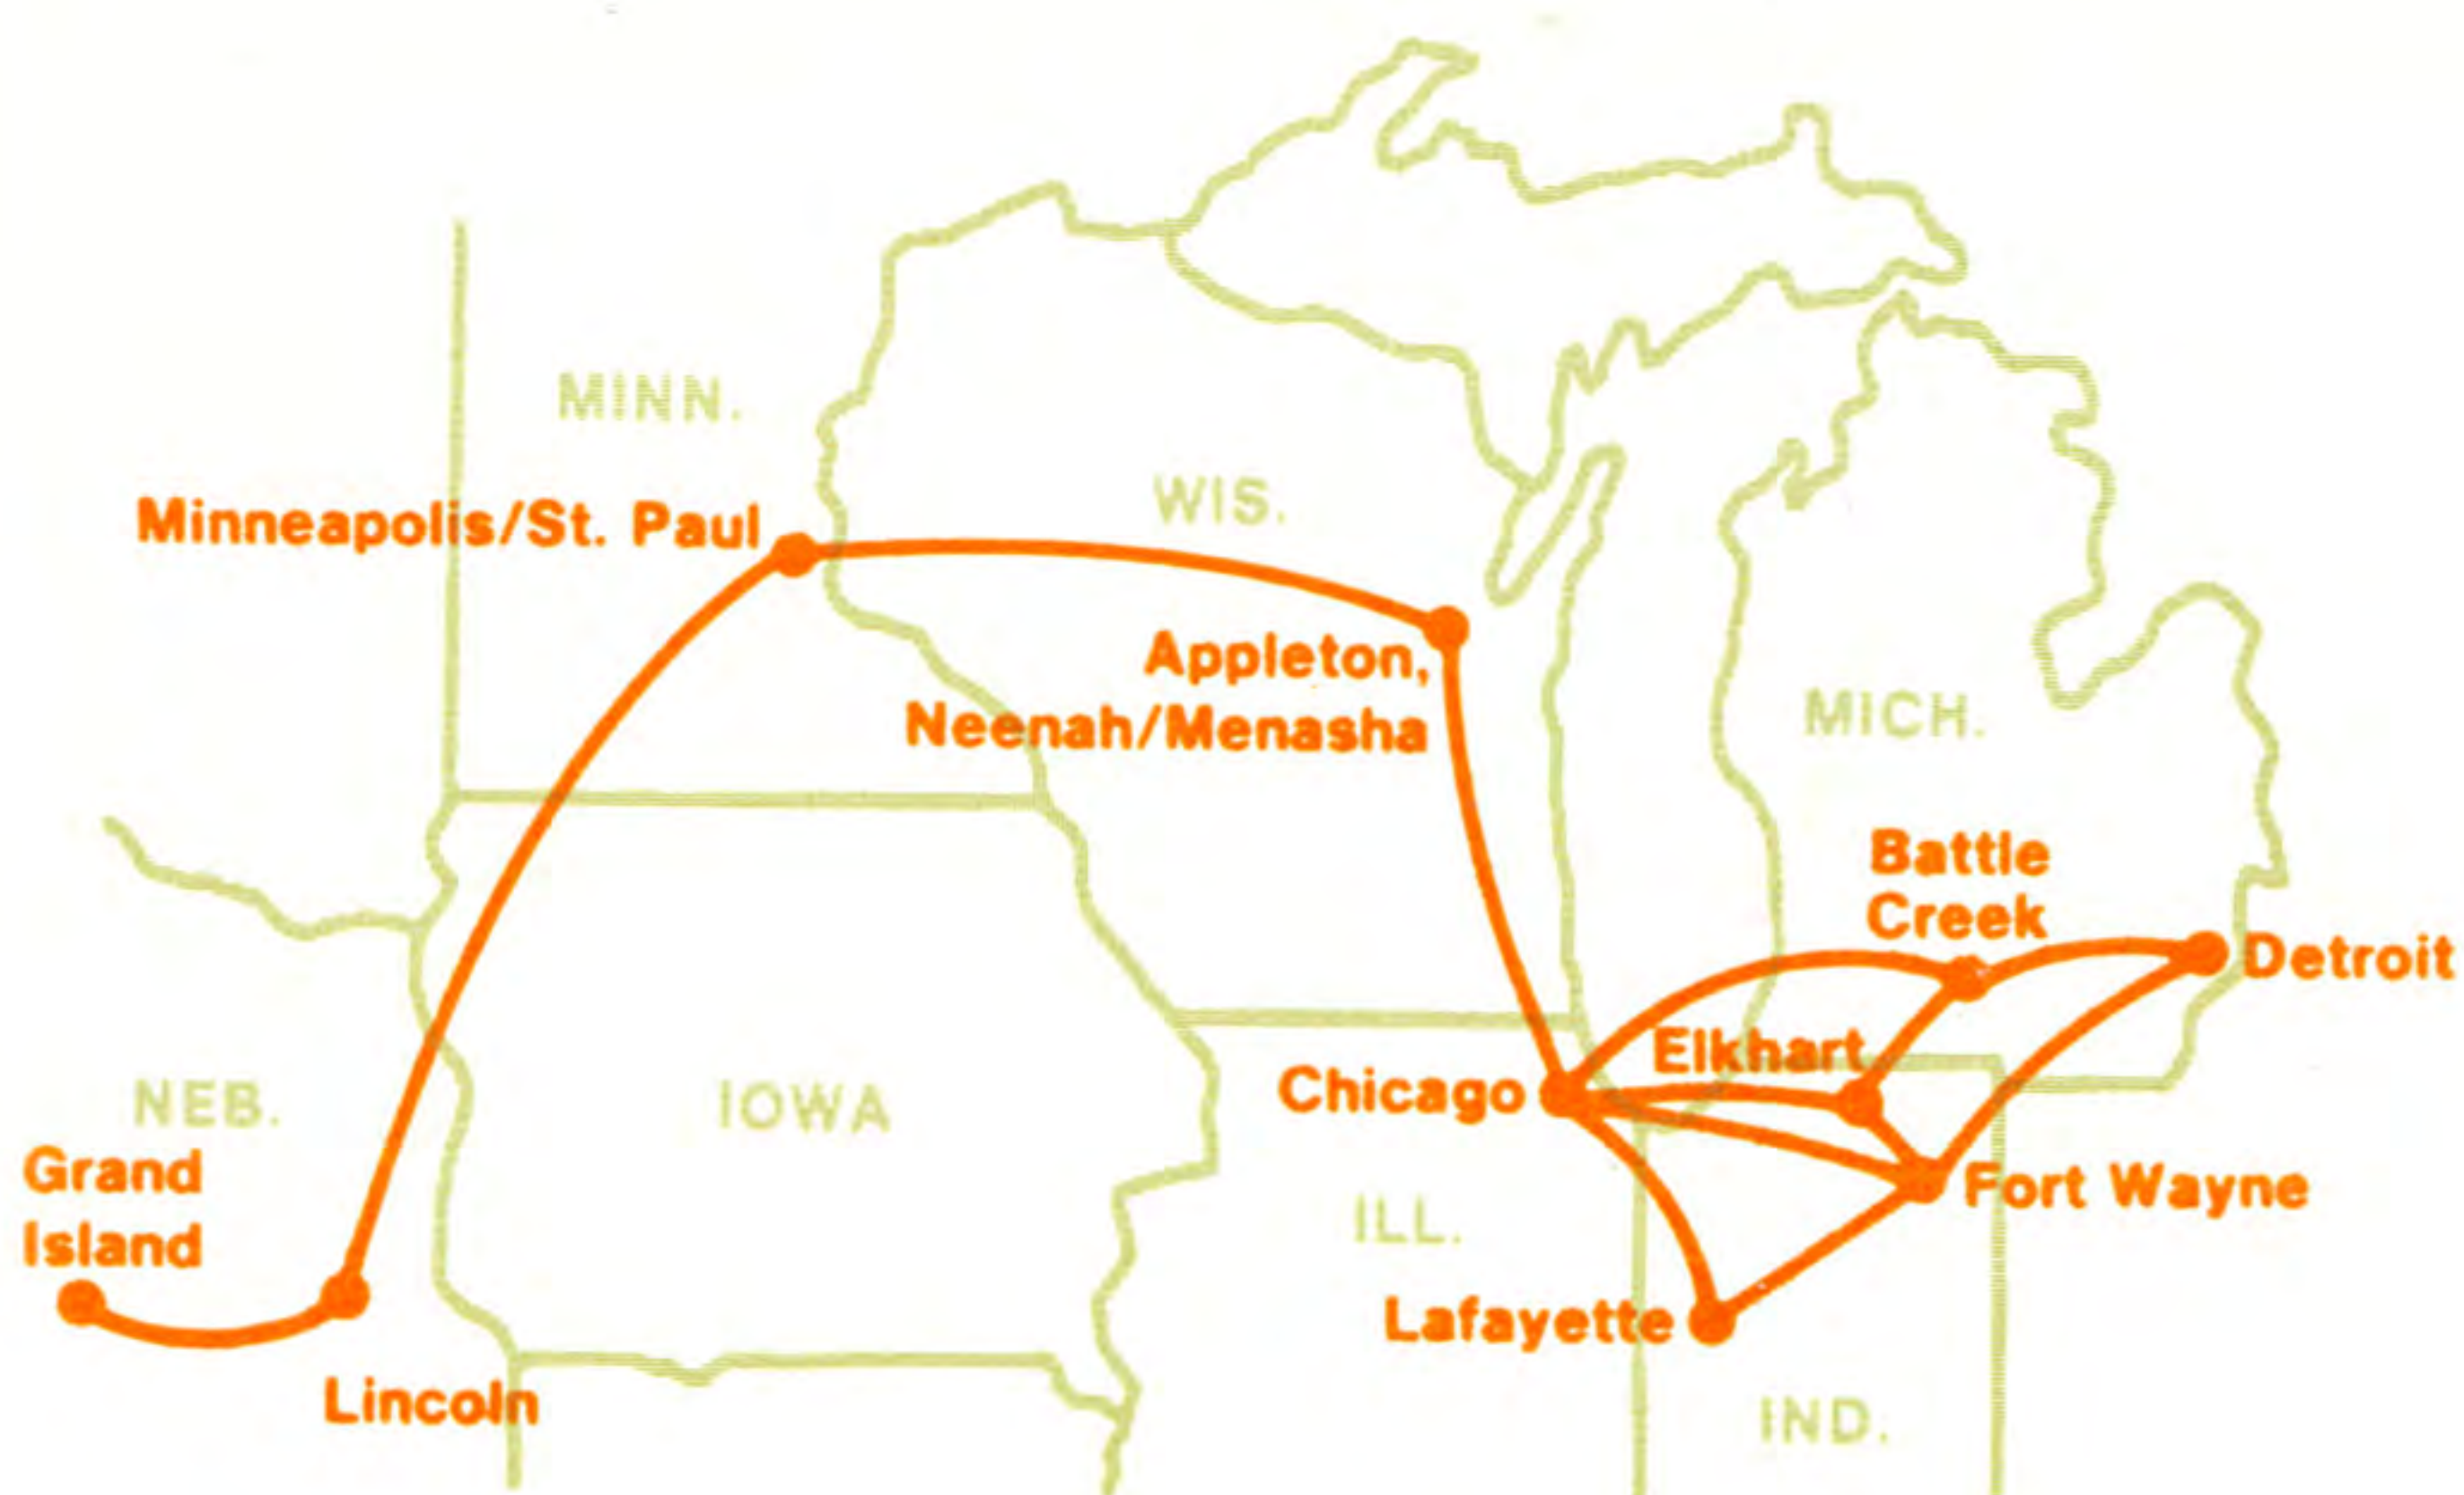 MINN.
WIS.
Minneapolis/St. Paul
Appleton,
Neenah/Menasha
MICH.
Battle
Creek
Detroit
Elkhart
Chicago
NEB.
IOWA
Grand
Island
ILL.
Fort Wayne
Lafayette
Lincoln
IND.